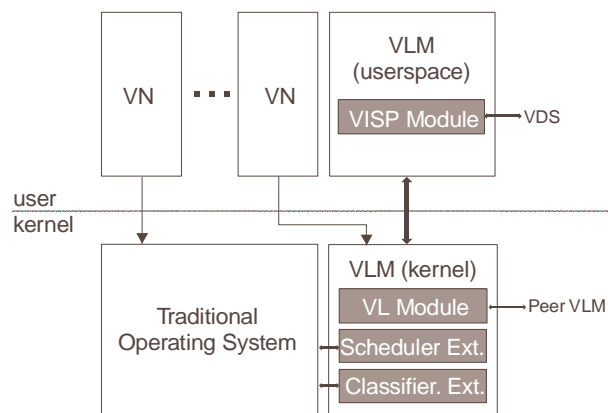 VN
VN
VLM
(userspace)
VISP Module
VDS
user
kernel
Traditional
Operating System
VLM (kernel)
VL Module
Peer VLM
Scheduler Ext.
Classifier. Ext.